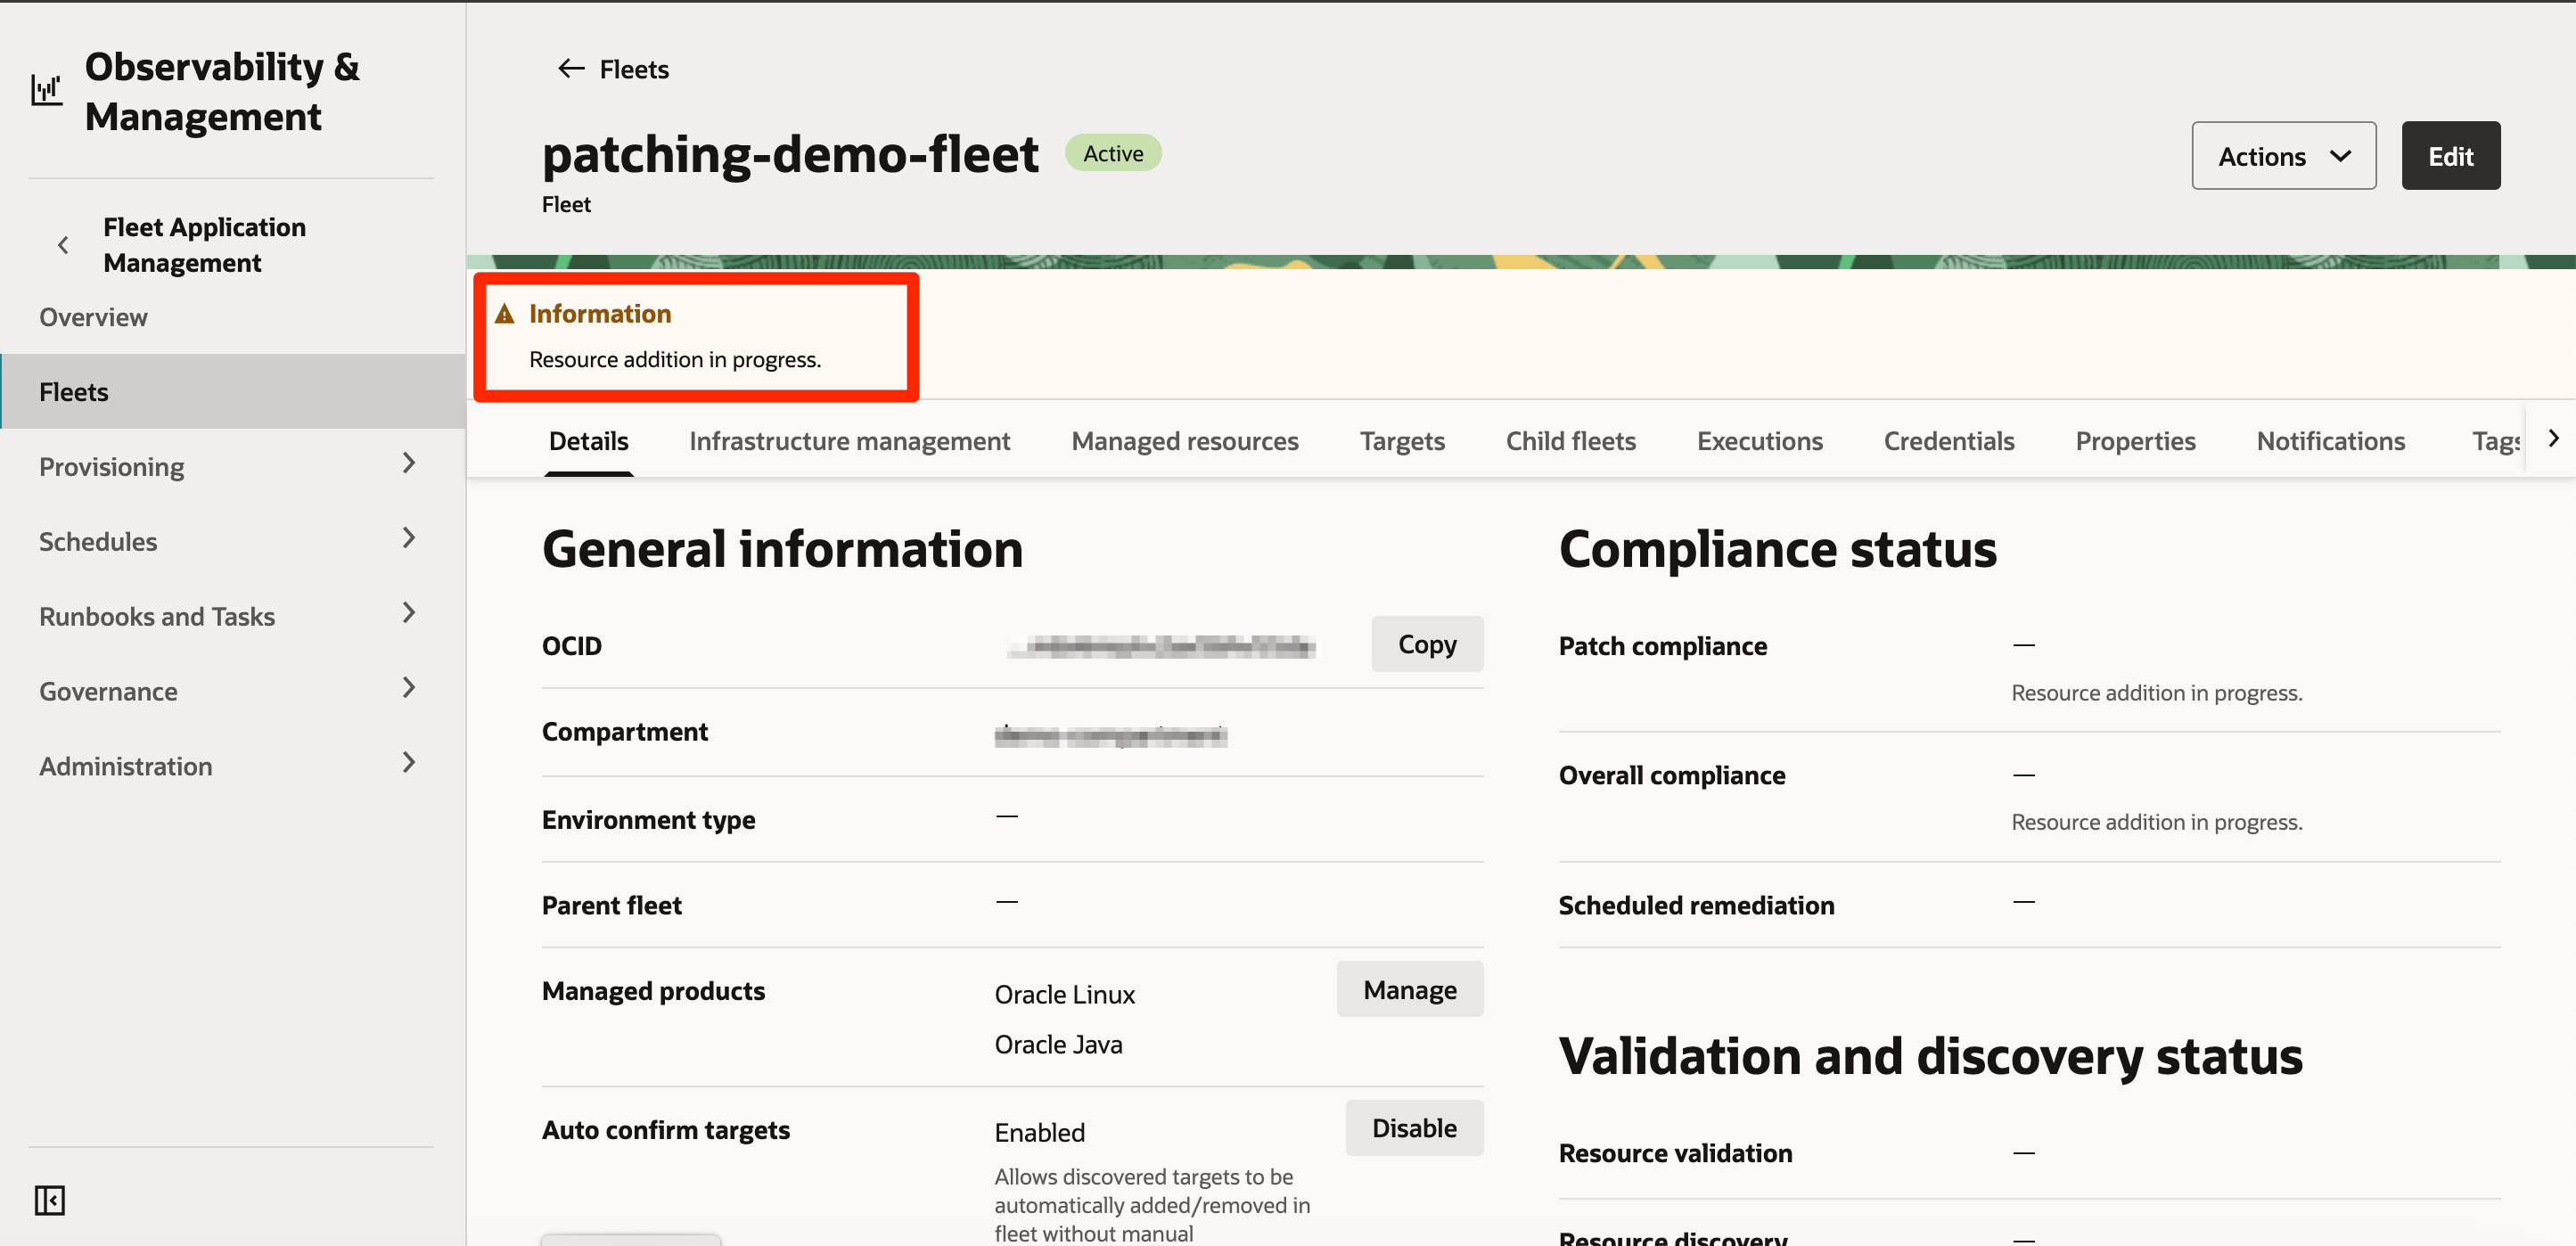 Observability &
Management
Fleet Application
Management
Overview
Fleets
Provisioning
Schedules
Runbooks and Tasks
Governance
Administration
Fleets
patching-demo-fleet
Active
Fleet
Actions
Edit
Information
Resource addition in progress.
Details
Infrastructure management
Managed resources
Targets
Child fleets
Executions
Credentials
Properties
Notifications
Tags
General information
OCID
Copy
Compartment
Environment type
—
Parent fleet
—
Managed products
Oracle Linux
Oracle Java
Manage
Auto confirm targets
Enabled
Disable
Allows discovered targets to be
automatically added/removed in
fleet without manual
Compliance status
Patch compliance
—
Resource addition in progress.
Overall compliance
—
Resource addition in progress.
Scheduled remediation
—
Validation and discovery status
Resource validation
—
Resource discovery
—